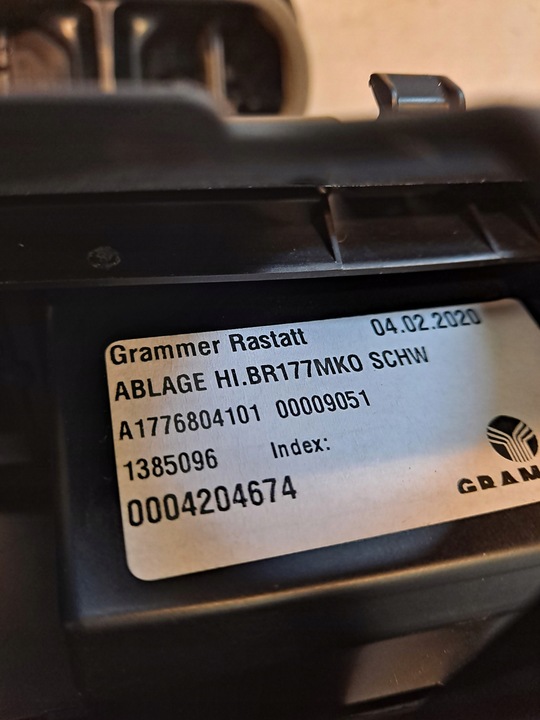 Grammer Rastatt 04.02.2020
ABLAGE HI.BR177MKO SCHW
A1776804101 00009051
1385096 Index:
0004204674
GRAM